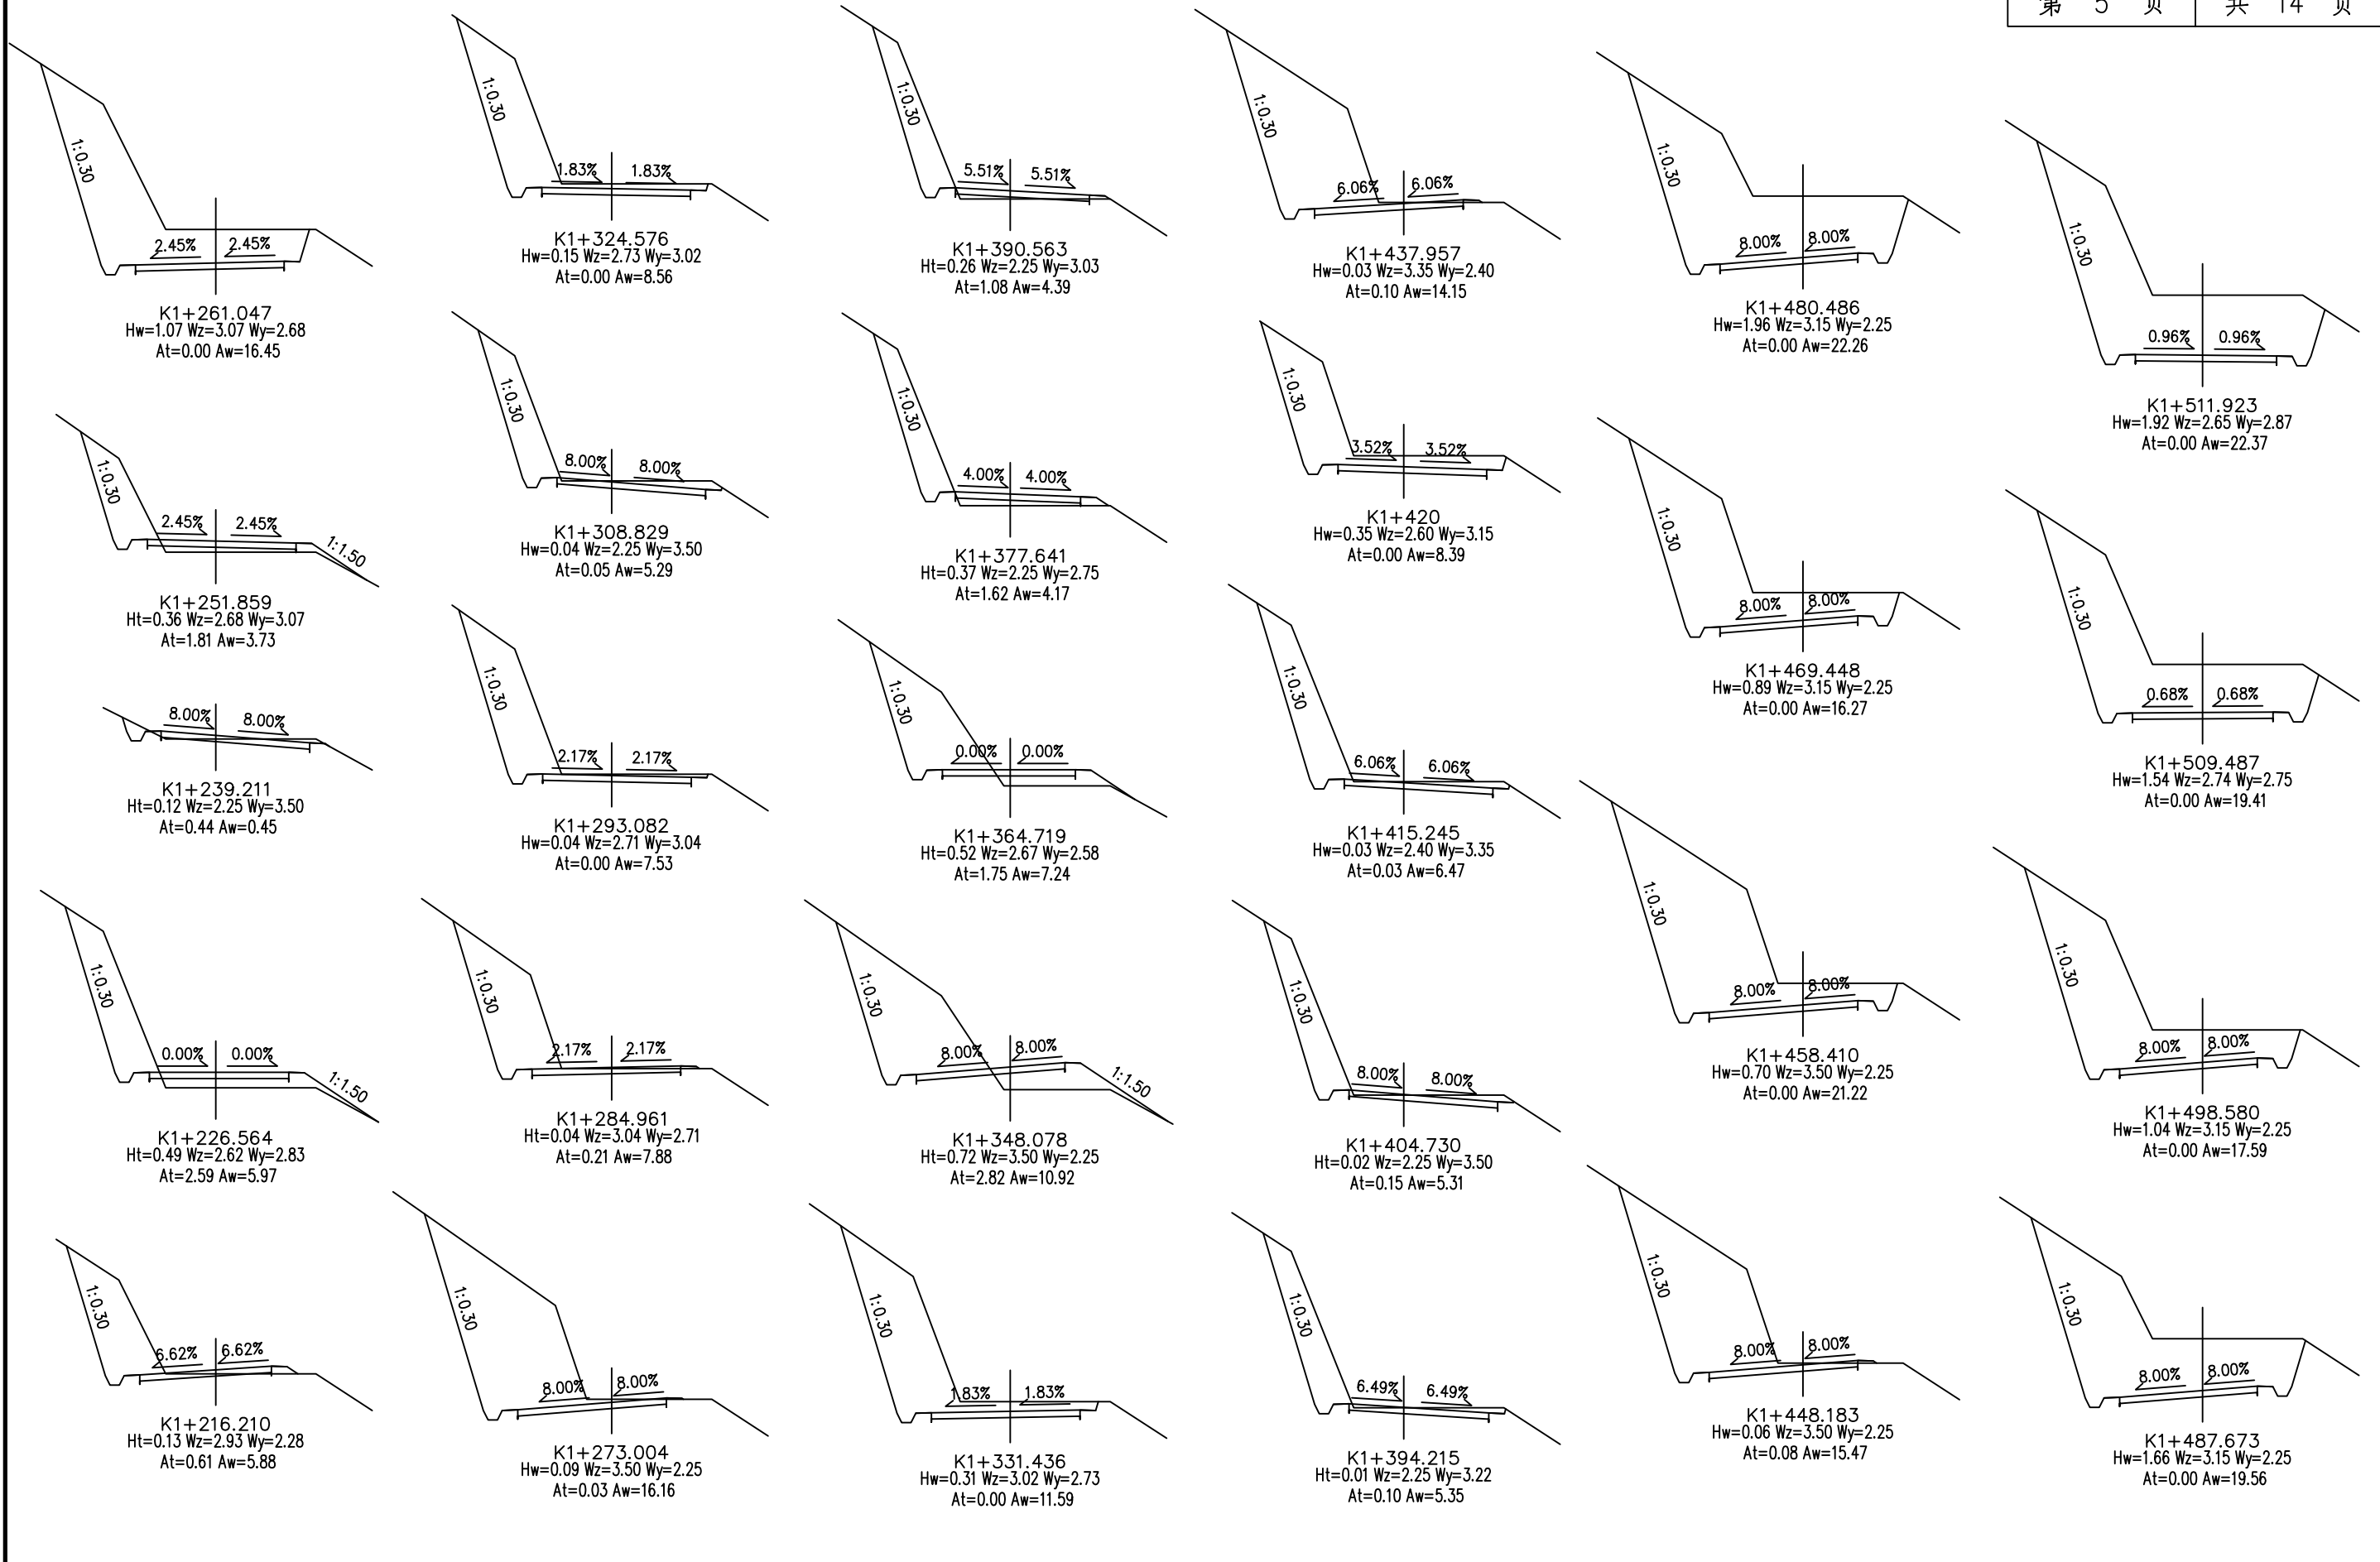 第 5 页 共 14 页
1:0.30
2.45% 2.45%
K1+261.047
Hw=1.07 Wz=3.07 Wy=2.68
At=0.00 Aw=16.45
1:0.30
2.45% 2.45%
1:1.50
K1+251.859
Ht=0.36 Wz=2.68 Wy=3.07
At=1.81 Aw=3.73
8.00% 8.00%
K1+239.211
Ht=0.12 Wz=2.25 Wy=3.50
At=0.44 Aw=0.45
1:0.30
0.00% 0.00%
1:1.50
K1+226.564
Ht=0.49 Wz=2.62 Wy=2.83
At=2.59 Aw=5.97
1:0.30
6.62% 6.62%
K1+216.210
Ht=0.13 Wz=2.93 Wy=2.28
At=0.61 Aw=5.88
1:0.30
1.83% 1.83%
K1+324.576
Hw=0.15 Wz=2.73 Wy=3.02
At=0.00 Aw=8.56
1:0.30
8.00% 8.00%
K1+308.829
Hw=0.04 Wz=2.25 Wy=3.50
At=0.05 Aw=5.29
1:0.30
2.17% 2.17%
K1+293.082
Hw=0.04 Wz=2.71 Wy=3.04
At=0.00 Aw=7.53
1:0.30
2.17% 2.17%
K1+284.961
Ht=0.04 Wz=3.04 Wy=2.71
At=0.21 Aw=7.88
1:0.30
8.00% 8.00%
K1+273.004
Hw=0.09 Wz=3.50 Wy=2.25
At=0.03 Aw=16.16
1:0.30
5.51% 5.51%
K1+390.563
Ht=0.26 Wz=2.25 Wy=3.03
At=1.08 Aw=4.39
1:0.30
4.00% 4.00%
K1+377.641
Ht=0.37 Wz=2.25 Wy=2.75
At=1.62 Aw=4.17
1:0.30
0.00% 0.00%
K1+364.719
Ht=0.52 Wz=2.67 Wy=2.58
At=1.75 Aw=7.24
1:0.30
8.00% 8.00%
1:1.50
K1+348.078
Ht=0.72 Wz=3.50 Wy=2.25
At=2.82 Aw=10.92
1:0.30
1.83% 1.83%
K1+331.436
Hw=0.31 Wz=3.02 Wy=2.73
At=0.00 Aw=11.59
1:0.30
6.06% 6.06%
K1+437.957
Hw=0.03 Wz=3.35 Wy=2.40
At=0.10 Aw=14.15
1:0.30
3.52% 3.52%
K1+420
Hw=0.35 Wz=2.60 Wy=3.15
At=0.00 Aw=8.39
1:0.30
6.06% 6.06%
K1+415.245
Hw=0.03 Wz=2.40 Wy=3.35
At=0.03 Aw=6.47
1:0.30
8.00% 8.00%
K1+404.730
Ht=0.02 Wz=2.25 Wy=3.50
At=0.15 Aw=5.31
1:0.30
6.49% 6.49%
K1+394.215
Ht=0.01 Wz=2.25 Wy=3.22
At=0.10 Aw=5.35
1:0.30
8.00% 8.00%
K1+480.486
Hw=1.96 Wz=3.15 Wy=2.25
At=0.00 Aw=22.26
1:0.30
8.00% 8.00%
K1+469.448
Hw=0.89 Wz=3.15 Wy=2.25
At=0.00 Aw=16.27
1:0.30
8.00% 8.00%
K1+458.410
Hw=0.70 Wz=3.50 Wy=2.25
At=0.00 Aw=21.22
1:0.30
8.00% 8.00%
K1+448.183
Hw=0.06 Wz=3.50 Wy=2.25
At=0.08 Aw=15.47
1:0.30
0.96% 0.96%
K1+511.923
Hw=1.92 Wz=2.65 Wy=2.87
At=0.00 Aw=22.37
1:0.30
0.68% 0.68%
K1+509.487
Hw=1.54 Wz=2.74 Wy=2.75
At=0.00 Aw=19.41
1:0.30
8.00% 8.00%
K1+498.580
Hw=1.04 Wz=3.15 Wy=2.25
At=0.00 Aw=17.59
1:0.30
8.00% 8.00%
K1+487.673
Hw=1.66 Wz=3.15 Wy=2.25
At=0.00 Aw=19.56